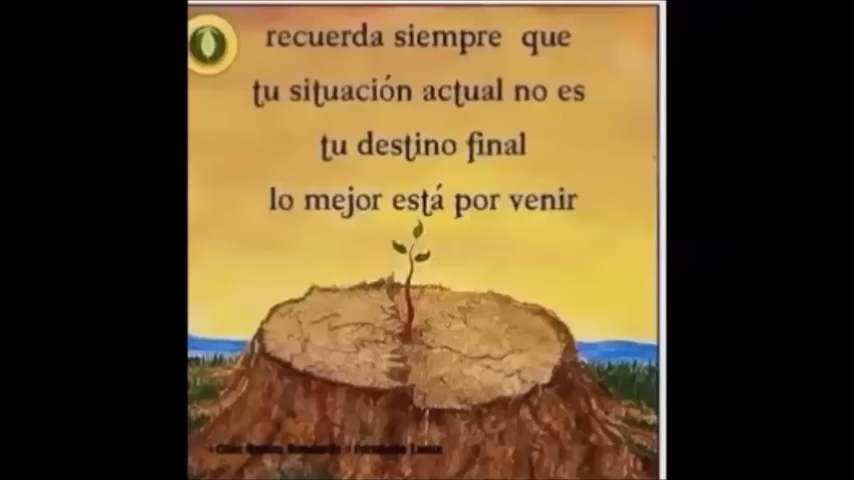 recuerda siempre que
tu situación actual no es
tu destino final
lo mejor está por venir